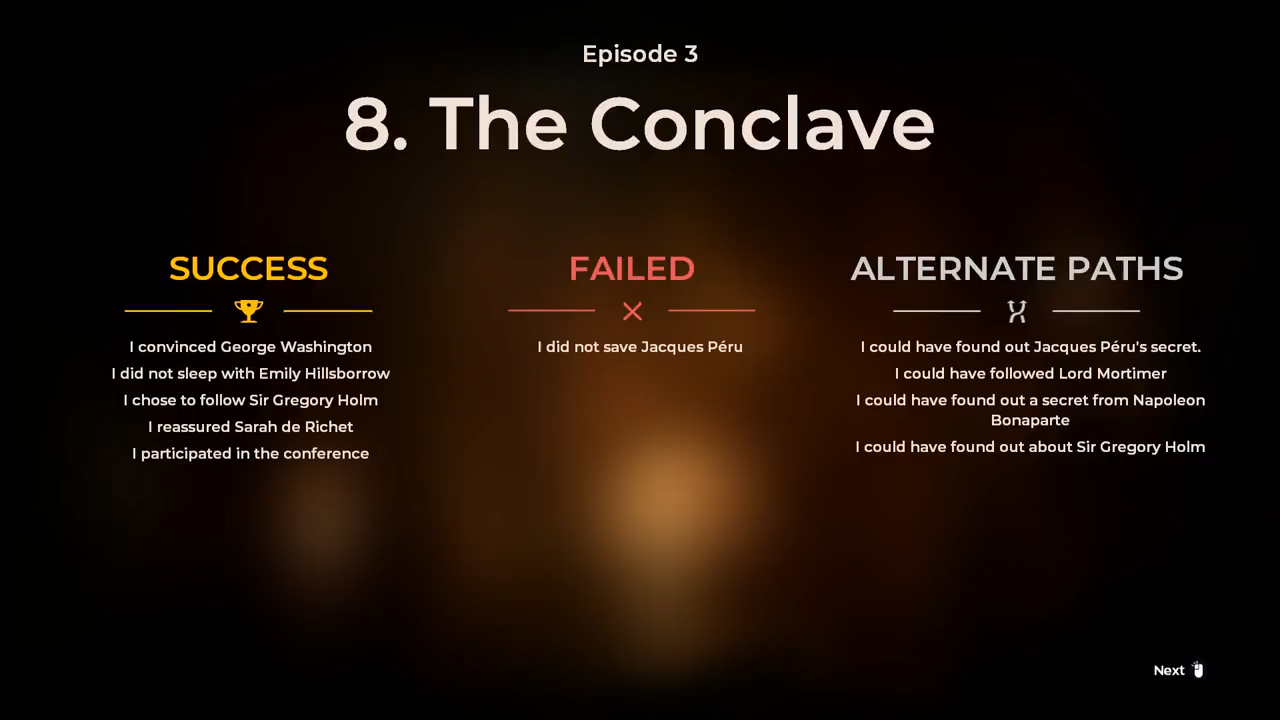 Episode 3
8. The Conclave
SUCCESS
I convinced George Washington
I did not sleep with Emily Hillsborrow
I chose to follow Sir Gregory Holm
I reassured Sarah de Richet
I participated in the conference
FAILED
I did not save Jacques Péru
ALTERNATE PATHS
I could have found out Jacques Péru's secret.
I could have followed Lord Mortimer
I could have found out a secret from Napoleon
Bonaparte
I could have found out about Sir Gregory Holm
Next